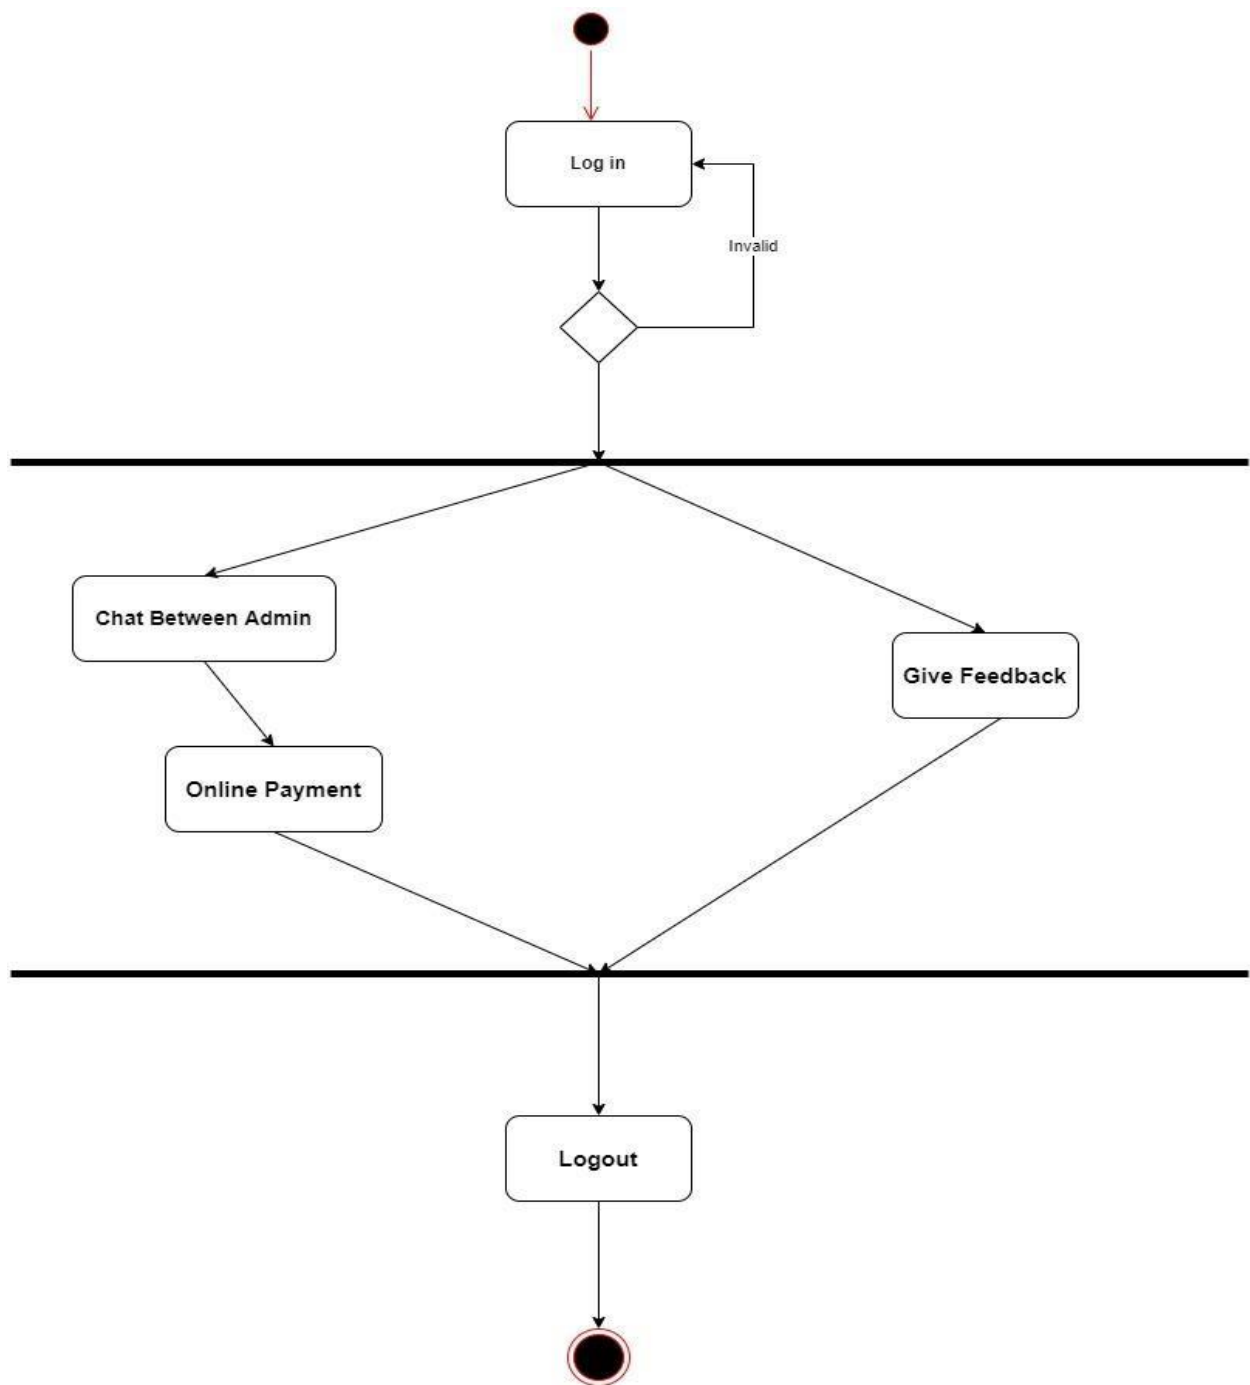 Log in
Invalid
Chat Between Admin
Give Feedback
Online Payment
Logout